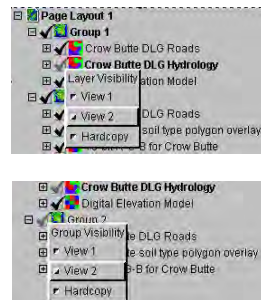 Page Layout 1
Group 1
Crow Butte DLG Roads
Crow Butte DLG Hydrology
Layer Visibility ation Model
View 1
View 2 DLG Roads
soil type polygon overlay
Hardcopy B for Crow Butte
Crow Butte DLG Hydrology
Digital Elevation Model
Group 2
Group Visibility e DLG Roads
View 1 te soil type polygon overlay
View 2 B for Crow Butte
Hardcopy